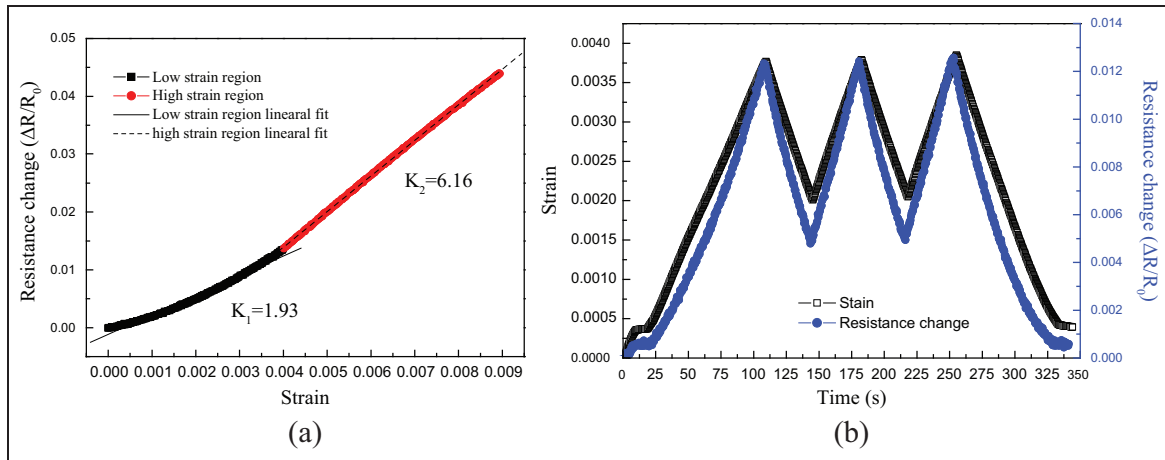 0.05
0.04
0.03
0.02
0.01
0.00
Resistance change (ΔR/R₀)
Low strain region
High strain region
Low strain region linearal fit
high strain region linearal fit
K₂=6.16
K₁=1.93
0.000 0.001 0.002 0.003 0.004 0.005 0.006 0.007 0.008 0.009
Strain
(a)
0.0040
0.0035
0.0030
0.0025
0.0020
0.0015
0.0010
0.0005
0.0000
Strain
Stain
Resistance change
0 25 50 75 100 125 150 175 200 225 250 275 300 325 350
Time (s)
0.014
0.012
0.010
0.008
0.006
0.004
0.002
0.000
Resistance change (ΔR/R₀)
(b)